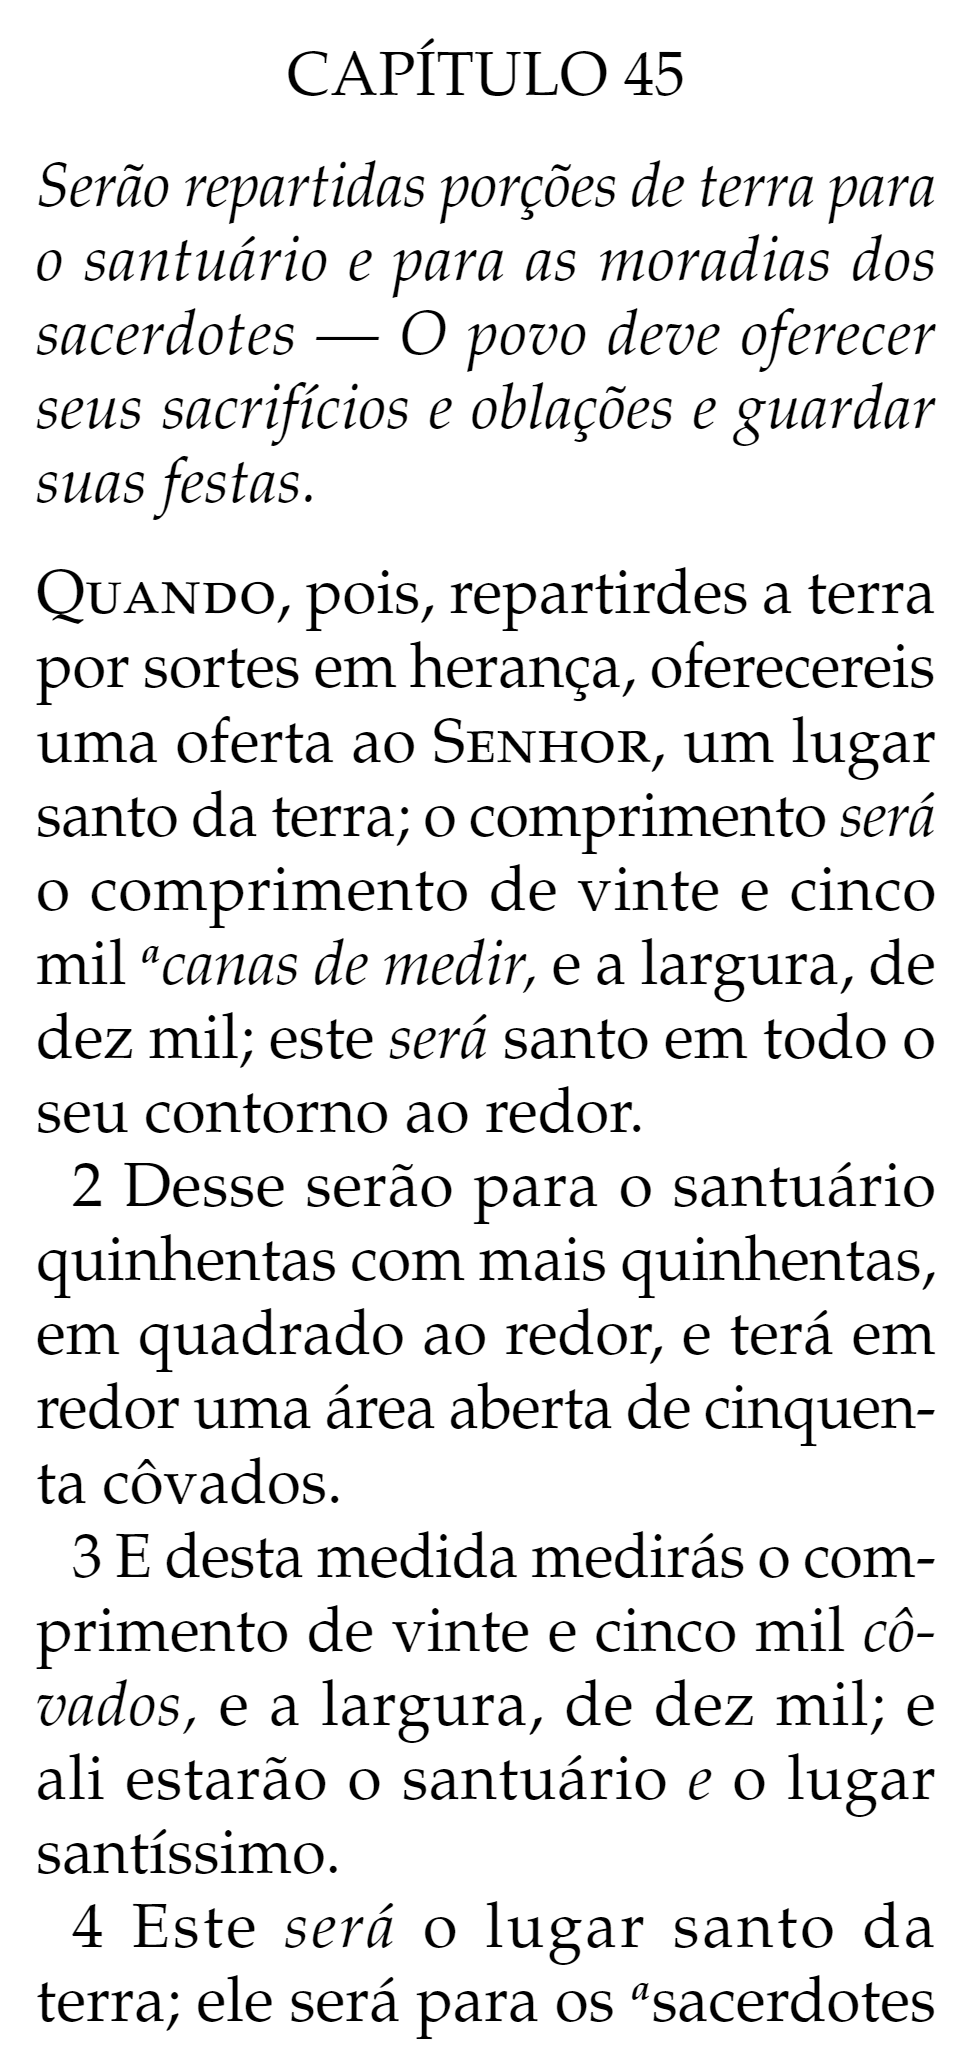 CAPÍTULO 45
Serão repartidas porções de terra para
o santuário e para as moradias dos
sacerdotes — O povo deve oferecer
seus sacrifícios e oblações e guardar
suas festas.
QUANDO, pois, repartirdes a terra
por sortes em herança, oferecereis
uma oferta ao SENHOR, um lugar
santo da terra; o comprimento será
o comprimento de vinte e cinco
mil ᵃcanas de medir, e a largura, de
dez mil; este será santo em todo o
seu contorno ao redor.
2 Desse serão para o santuário
quinhentas com mais quinhentas,
em quadrado ao redor, e terá em
redor uma área aberta de cinquen-
ta côvados.
3 E desta medida medirás o com-
primento de vinte e cinco mil cô-
vados, e a largura, de dez mil; e
ali estarão o santuário e o lugar
santíssimo.
4 Este será o lugar santo da
terra; ele será para os ᵃsacerdotes